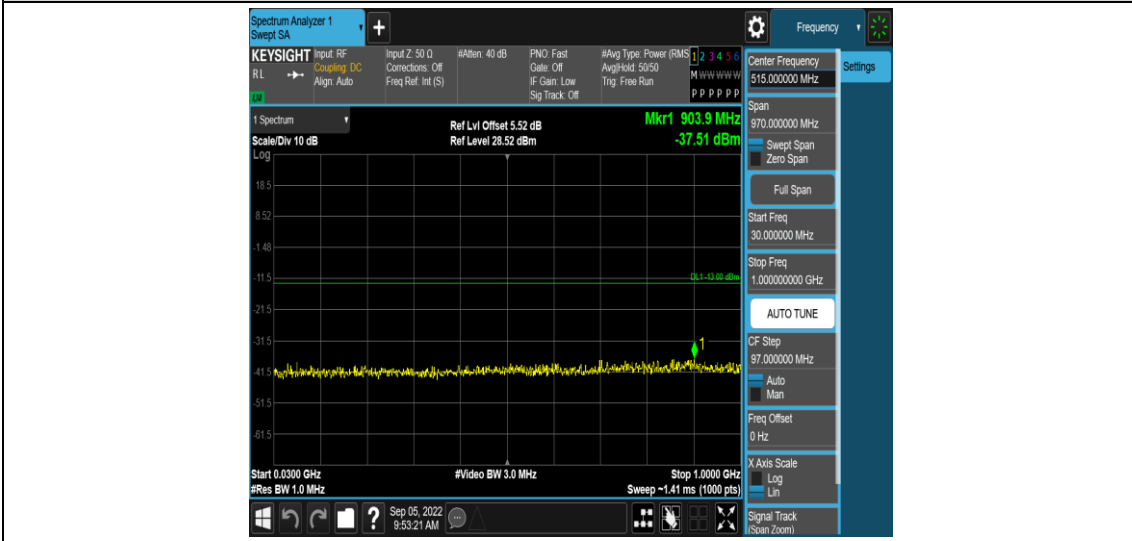 Spectrum Analyzer 1
Swept SA
+
Frequency
KEYSIGHT
RL
Input: RF
Coupling: DC
Align: Auto
Input Z: 50 Ω
Corrections: Off
Freq Ref: Int (S)
#Atten: 40 dB
PNO: Fast
Gate: Off
IF Gain: Low
Sig Track: Off
#Avg Type: Power (RMS
Avg|Hold: 50/50
Trig: Free Run
1 2 3 4 5 6
M W W W W W
P P P P P P
1 Spectrum
Scale/Div 10 dB
Log
Ref Lvl Offset 5.52 dB
Ref Level 28.52 dBm
Mkr1 903.9 MHz
-37.51 dBm
18.5
8.52
-1.48
-11.5
-21.5
-31.5
-41.5
-51.5
-61.5
DL1 -13.00 dBm
1
Start 0.0300 GHz
#Res BW 1.0 MHz
#Video BW 3.0 MHz
Stop 1.0000 GHz
Sweep ~1.41 ms (1000 pts)
?
Sep 05, 2022
9:53:21 AM
Center Frequency
515.000000 MHz
Settings
Span
970.000000 MHz
Swept Span
Zero Span
Full Span
Start Freq
30.000000 MHz
Stop Freq
1.000000000 GHz
AUTO TUNE
CF Step
97.000000 MHz
Auto
Man
Freq Offset
0 Hz
X Axis Scale
Log
Lin
Signal Track
(Span Zoom)